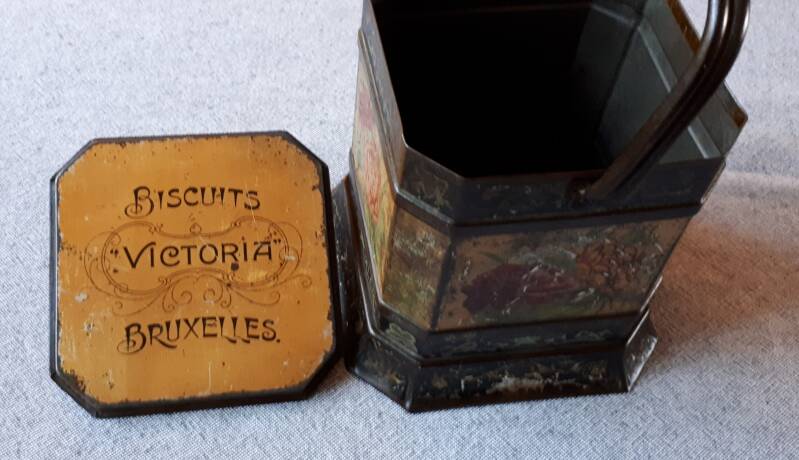 BISCUITS
"VICTORIA"
BRUXELLES.